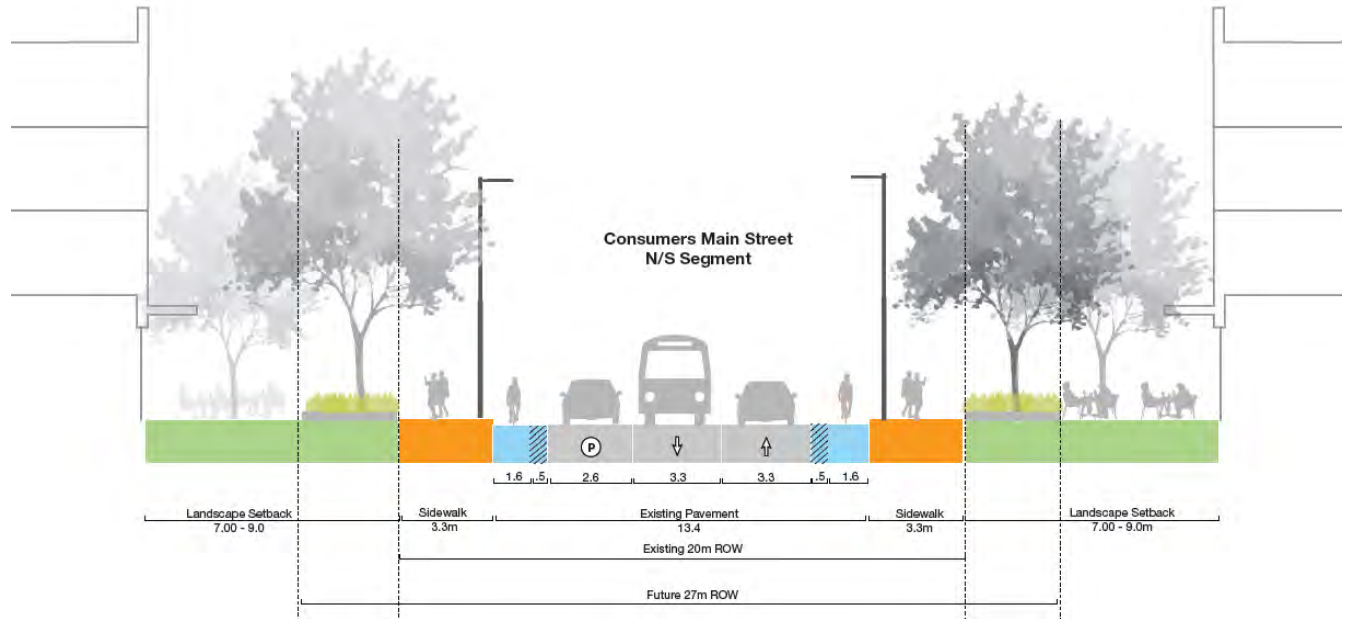 Consumers Main Street
N/S Segment
P
1.6 .5 2.6 3.3 3.3 .5 1.6
Landscape Setback
7.00 - 9.0
Sidewalk
3.3m
Existing Pavement
13.4
Sidewalk
3.3m
Landscape Setback
7.00 - 9.0m
Existing 20m ROW
Future 27m ROW